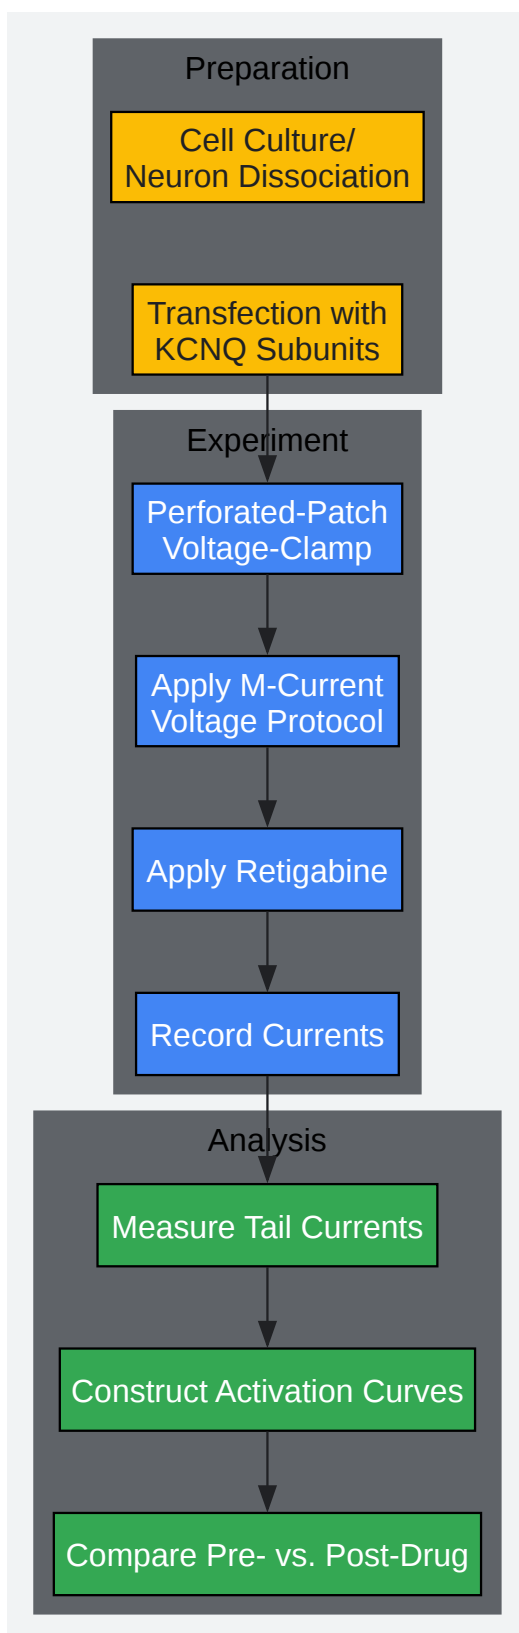 Preparation
Cell Culture/
Neuron Dissociation
Transfection with
KCNQ Subunits
Experiment
Perforated-Patch
Voltage-Clamp
Apply M-Current
Voltage Protocol
Apply Retigabine
Record Currents
Analysis
Measure Tail Currents
Construct Activation Curves
Compare Pre- vs. Post-Drug